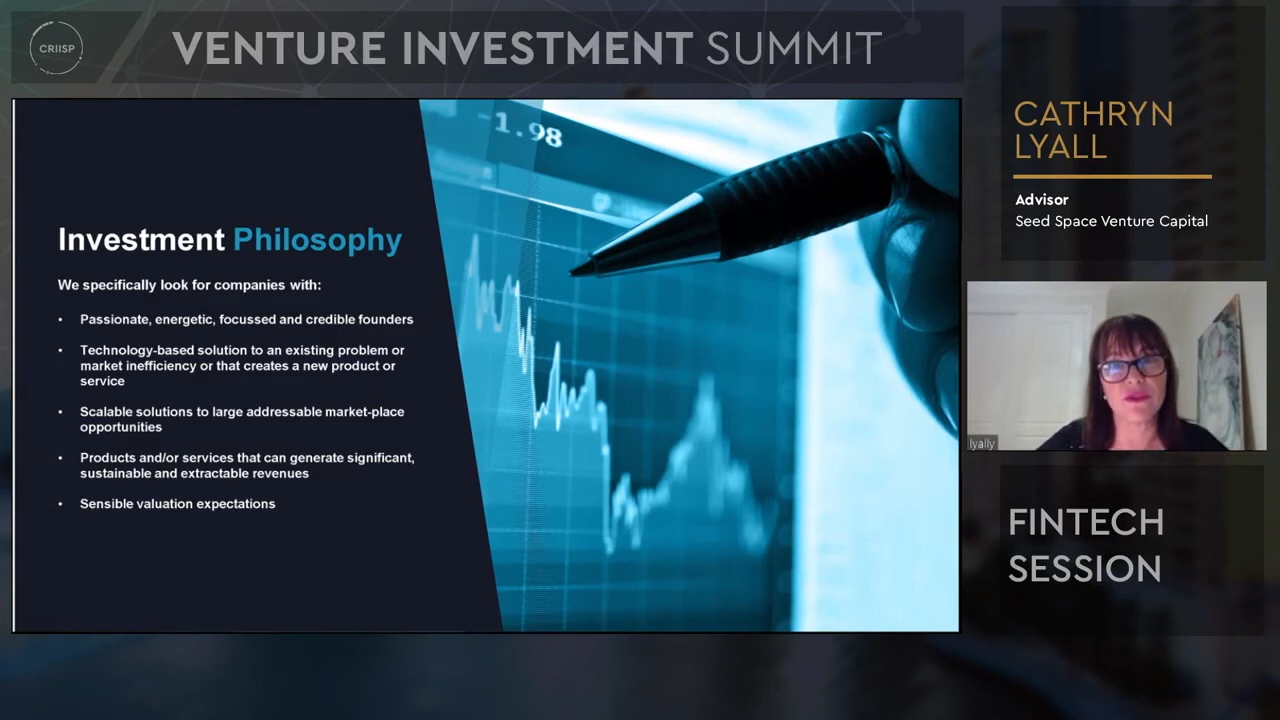 CRIISP
VENTURE INVESTMENT SUMMIT
-1.98
Investment Philosophy
We specifically look for companies with:
• Passionate, energetic, focussed and credible founders
• Technology-based solution to an existing problem or
market inefficiency or that creates a new product or
service
• Scalable solutions to large addressable market-place
opportunities
• Products and/or services that can generate significant,
sustainable and extractable revenues
• Sensible valuation expectations
CATHRYN
LYALL
Advisor
Seed Space Venture Capital
lyally
FINTECH
SESSION